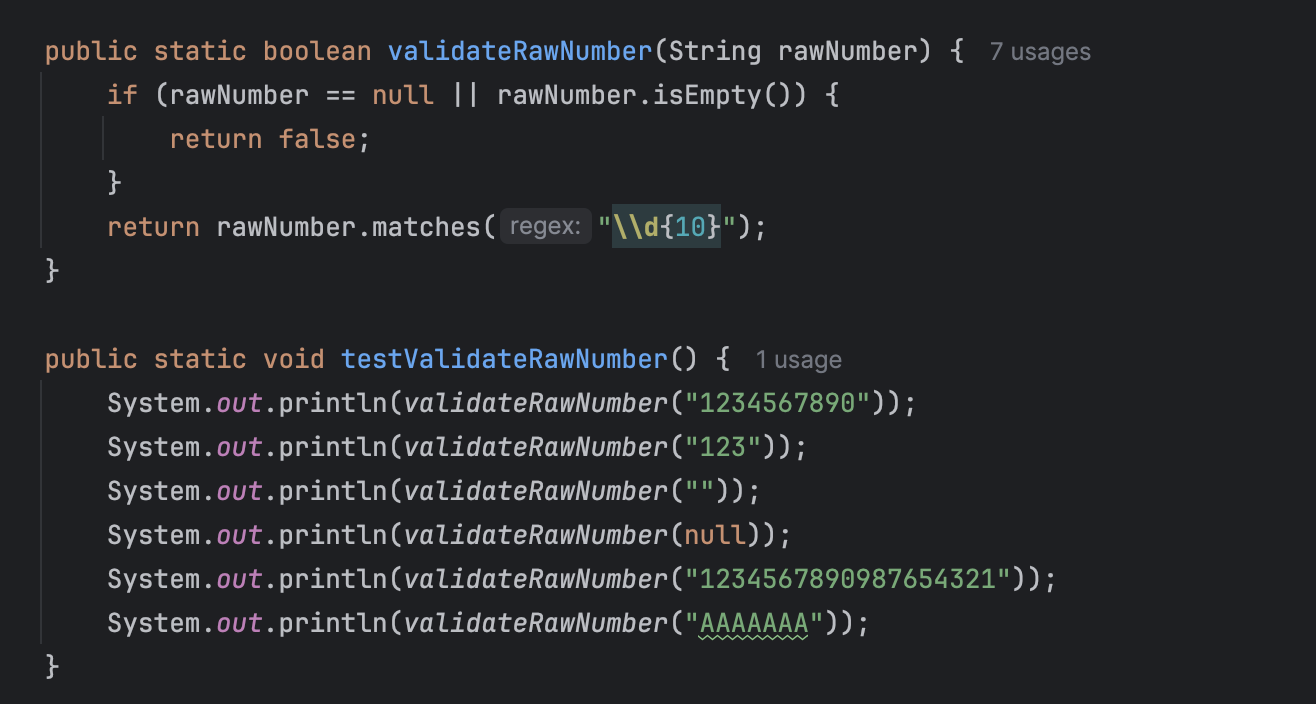 public static boolean validateRawNumber(String rawNumber) { 7 usages
if (rawNumber == null || rawNumber.isEmpty()) {
return false;
}
return rawNumber.matches( regex: "\\d{10}");
}
public static void testValidateRawNumber() { 1 usage
System.out.println(validateRawNumber("1234567890"));
System.out.println(validateRawNumber("123"));
System.out.println(validateRawNumber(""));
System.out.println(validateRawNumber(null));
System.out.println(validateRawNumber("1234567890987654321"));
System.out.println(validateRawNumber("AAAAAAA"));
}